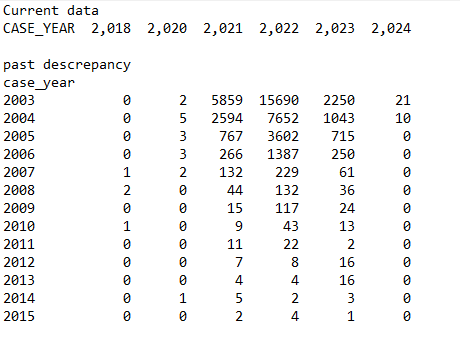 Current data
CASE_YEAR 2,018 2,020 2,021 2,022 2,023 2,024
past descrepancy
case_year
2003 0 2 5859 15690 2250 21
2004 0 5 2594 7652 1043 10
2005 0 3 767 3602 715 0
2006 0 3 266 1387 250 0
2007 1 2 132 229 61 0
2008 2 0 44 132 36 0
2009 0 0 15 117 24 0
2010 1 0 9 43 13 0
2011 0 0 11 22 2 0
2012 0 0 7 8 16 0
2013 0 0 4 4 16 0
2014 0 1 5 2 3 0
2015 0 0 2 4 1 0